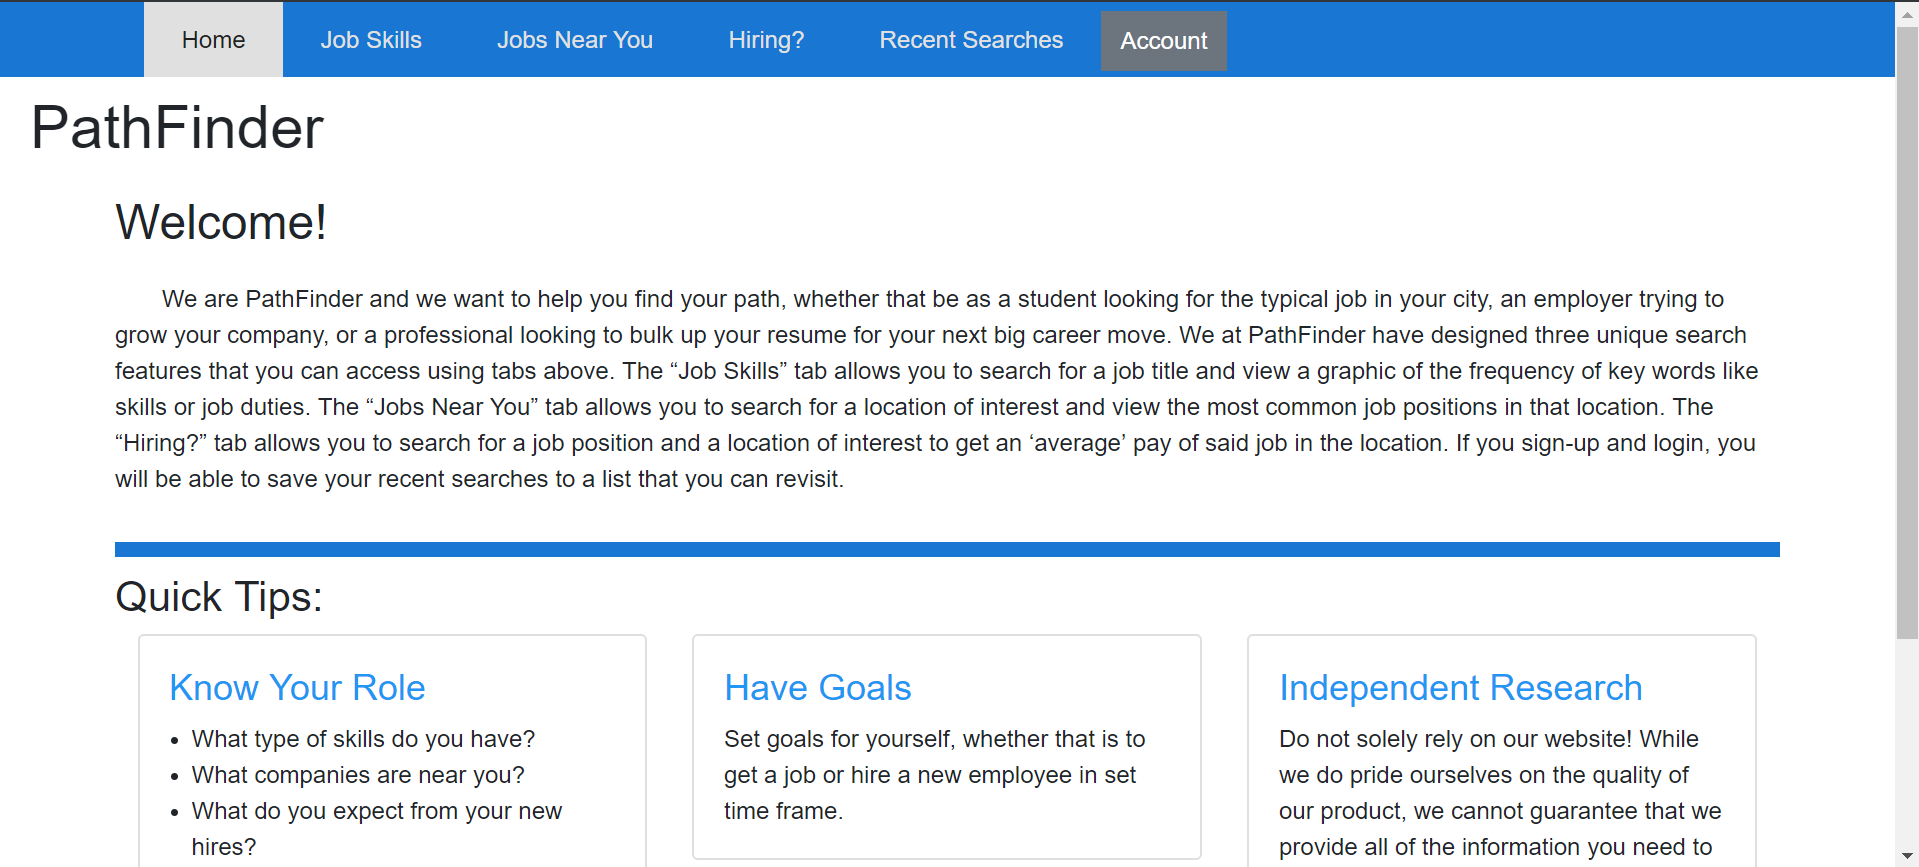 Home Job Skills Jobs Near You Hiring? Recent Searches Account
PathFinder
Welcome!
We are PathFinder and we want to help you find your path, whether that be as a student looking for the typical job in your city, an employer trying to
grow your company, or a professional looking to bulk up your resume for your next big career move. We at PathFinder have designed three unique search
features that you can access using tabs above. The “Job Skills” tab allows you to search for a job title and view a graphic of the frequency of key words like
skills or job duties. The “Jobs Near You” tab allows you to search for a location of interest and view the most common job positions in that location. The
“Hiring?” tab allows you to search for a job position and a location of interest to get an ‘average’ pay of said job in the location. If you sign-up and login, you
will be able to save your recent searches to a list that you can revisit.
Quick Tips:
Know Your Role
• What type of skills do you have?
• What companies are near you?
• What do you expect from your new
hires?
Have Goals
Set goals for yourself, whether that is to
get a job or hire a new employee in set
time frame.
Independent Research
Do not solely rely on our website! While
we do pride ourselves on the quality of
our product, we cannot guarantee that we
provide all of the information you need to